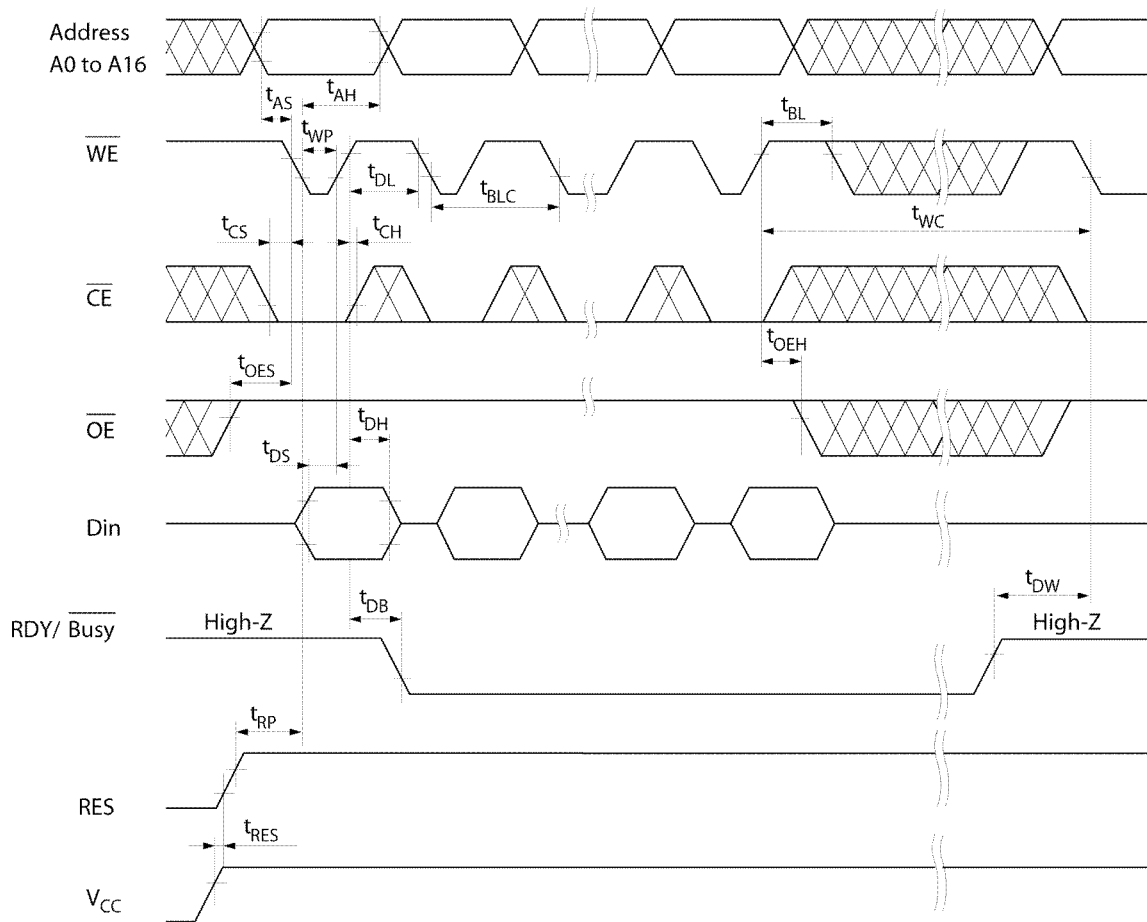 Address
A0 to A16
tAS
tAH
tWP
tBL
WE
tDL
tBLC
tWC
tCS
tCH
CE
tOEH
tOES
OE
tDH
tDS
Din
tDW
tDB
RDY/ Busy
High-Z
High-Z
tRP
RES
tRES
VCC